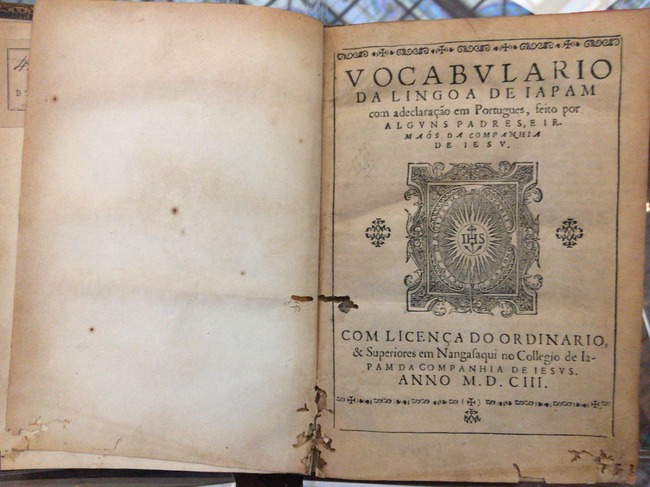 VOCABVLARIO
DA LINGOA DE IAPAM
com adeclaração em Portugues, feito por
ALGVNS PADRES, E IR-
MAÕS DA COMPANHIA
DE IESV.
IHS
COM LICENÇA DO ORDINARIO,
& Superiores em Nangasaqui no Collegio de Ia-
PAM DA COMPANHIA DE IESVS.
ANNO M.D.CIII.